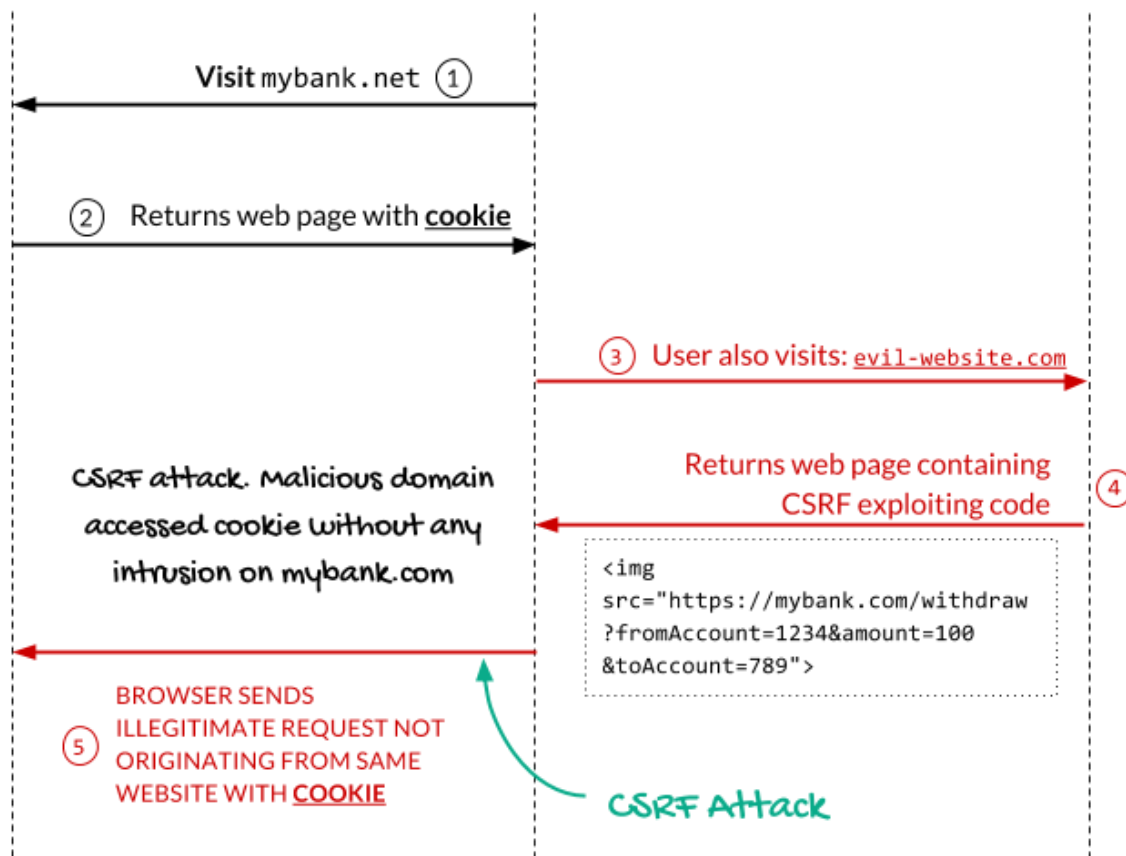 Visit mybank.net 1
2 Returns web page with cookie
3 User also visits: evil-website.com
Returns web page containing
CSRF exploiting code
4
<img
src="https://mybank.com/withdraw
?fromAccount=1234&amount=100
&toAccount=789">
CSRF attack. Malicious domain
accessed cookie without any
intrusion on mybank.com
5
BROWSER SENDS
ILLEGITIMATE REQUEST NOT
ORIGINATING FROM SAME
WEBSITE WITH COOKIE
CSRF Attack